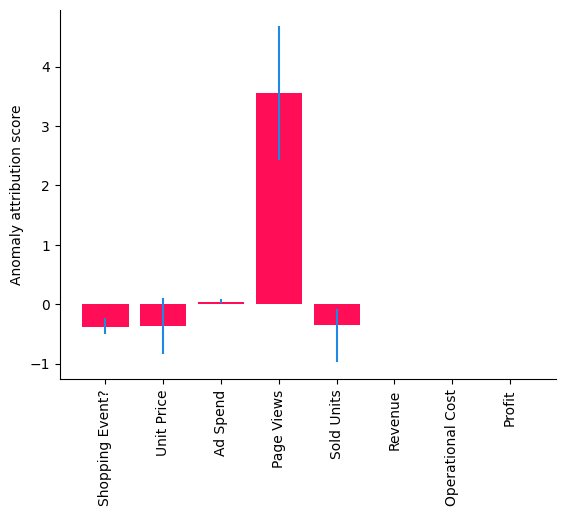 Anomaly attribution score
4
3
2
1
0
−1
Shopping Event?
Unit Price
Ad Spend
Page Views
Sold Units
Revenue
Operational Cost
Profit